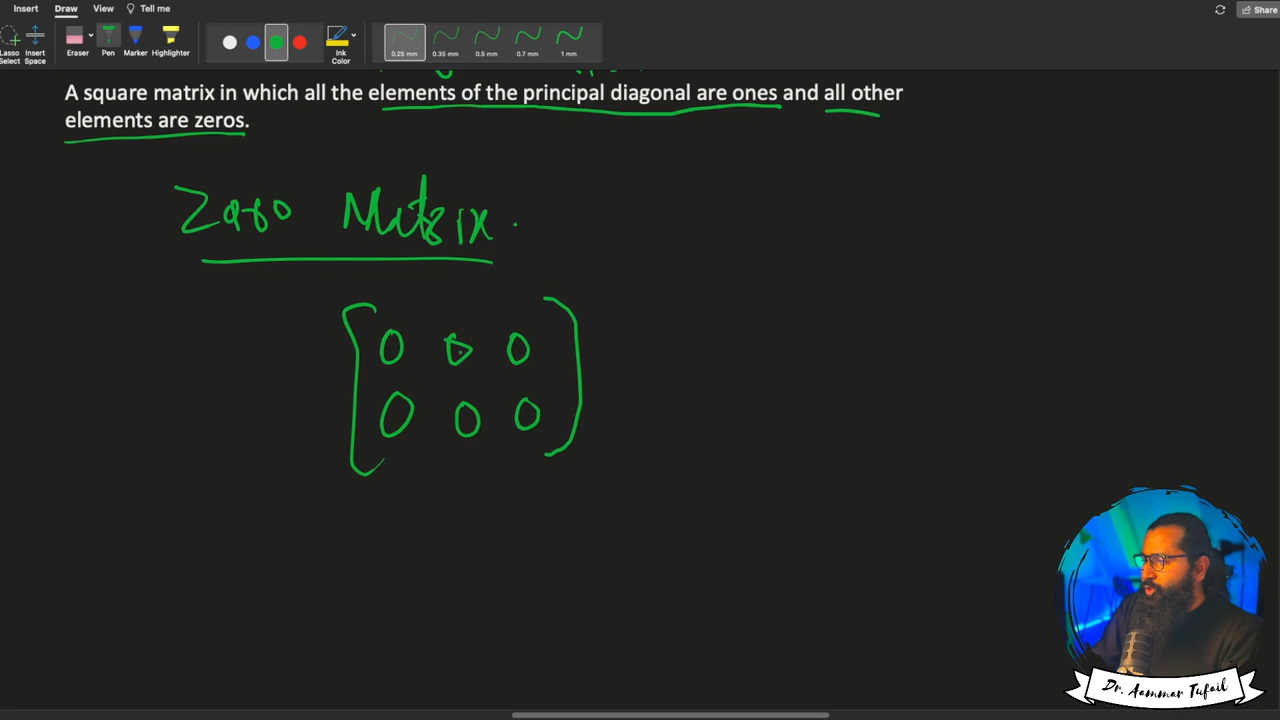 Insert Draw View Tell me
Share
Lasso Select
Insert Space
Eraser
Pen
Marker
Highlighter
Ink Color
0.25 mm 0.35 mm 0.5 mm 0.7 mm 1 mm
A square matrix in which all the elements of the principal diagonal are ones and all other
elements are zeros.
Zero Matrix.
0 0 0
0 0 0
Dr. Aammar Tufail